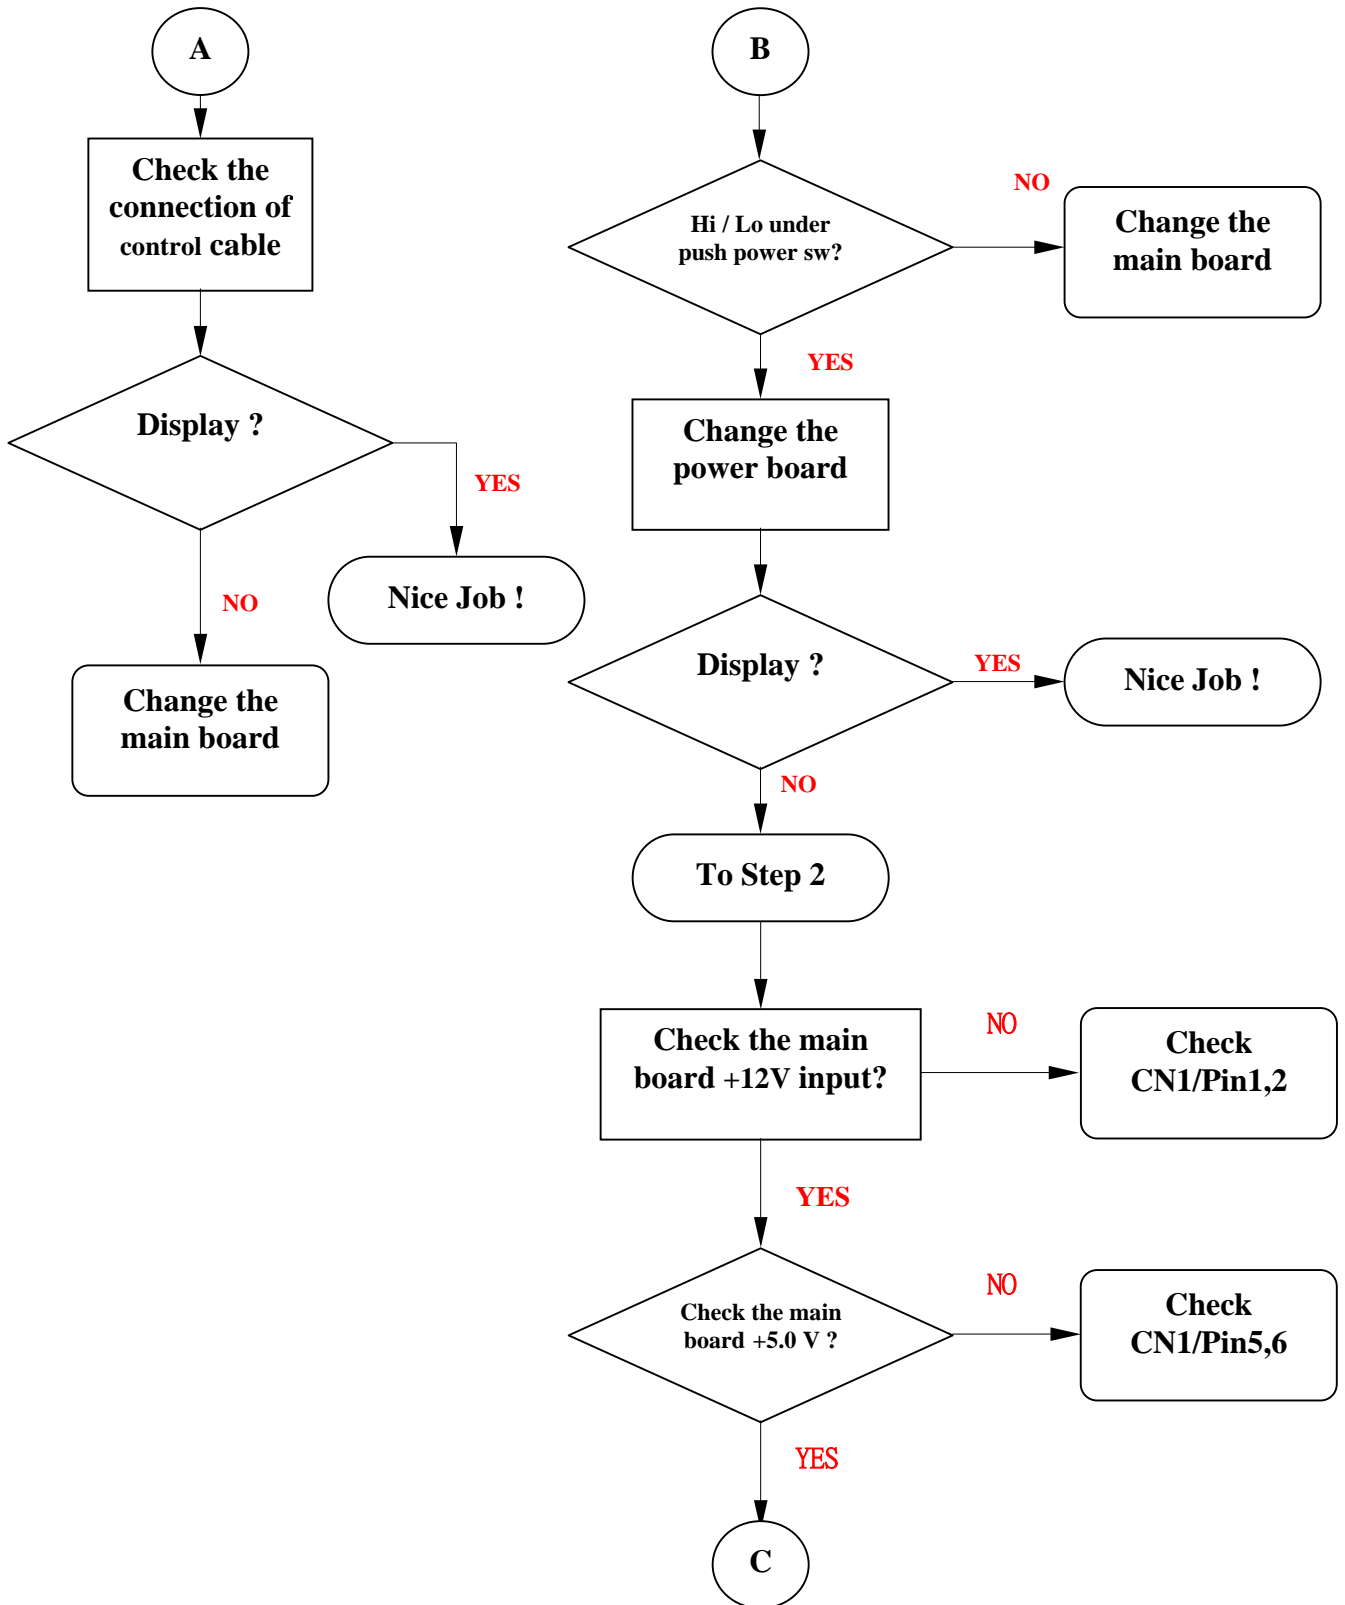 A
Check the
connection of
control cable
Display ?
YES
Nice Job !
NO
Change the
main board
B
Hi / Lo under
push power sw?
NO
Change the
main board
YES
Change the
power board
Display ?
YES
Nice Job !
NO
To Step 2
Check the main
board +12V input?
NO
Check
CN1/Pin1,2
YES
Check the main
board +5.0 V ?
NO
Check
CN1/Pin5,6
YES
C